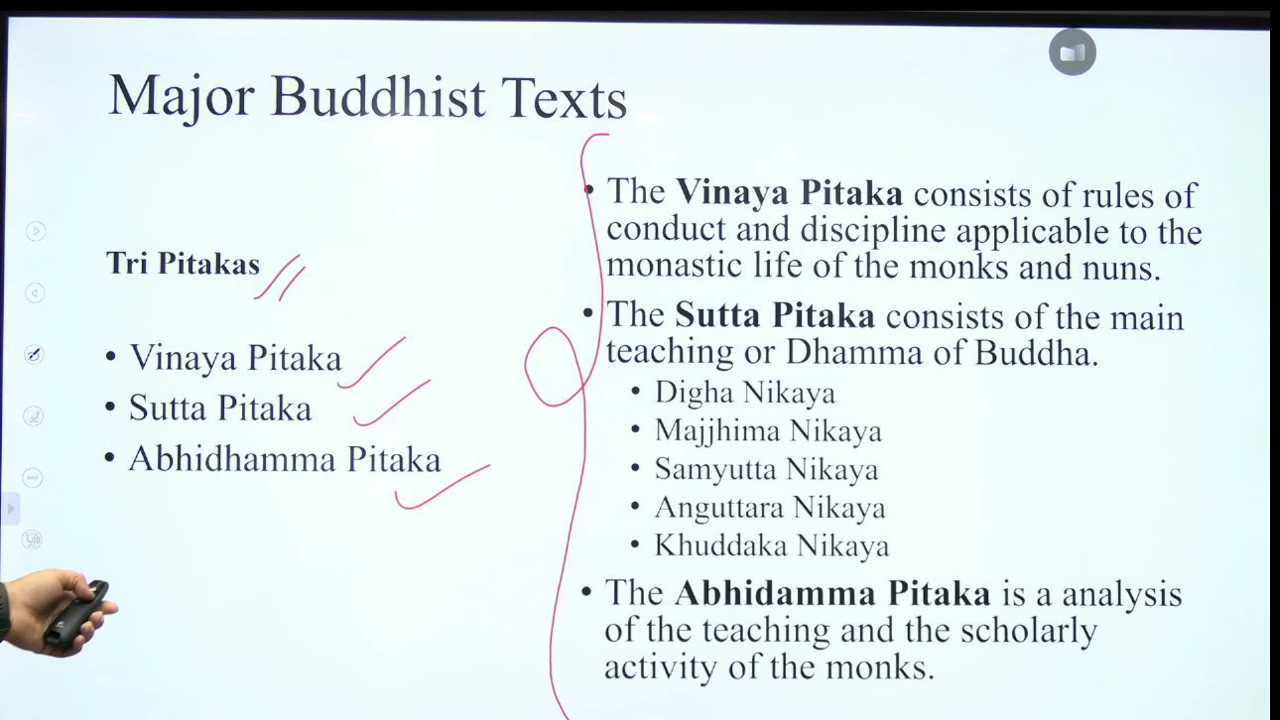 Major Buddhist Texts
Tri Pitakas
• Vinaya Pitaka
• Sutta Pitaka
• Abhidhamma Pitaka
• The Vinaya Pitaka consists of rules of
conduct and discipline applicable to the
monastic life of the monks and nuns.
• The Sutta Pitaka consists of the main
teaching or Dhamma of Buddha.
• Digha Nikaya
• Majjhima Nikaya
• Samyutta Nikaya
• Anguttara Nikaya
• Khuddaka Nikaya
• The Abhidamma Pitaka is a analysis
of the teaching and the scholarly
activity of the monks.